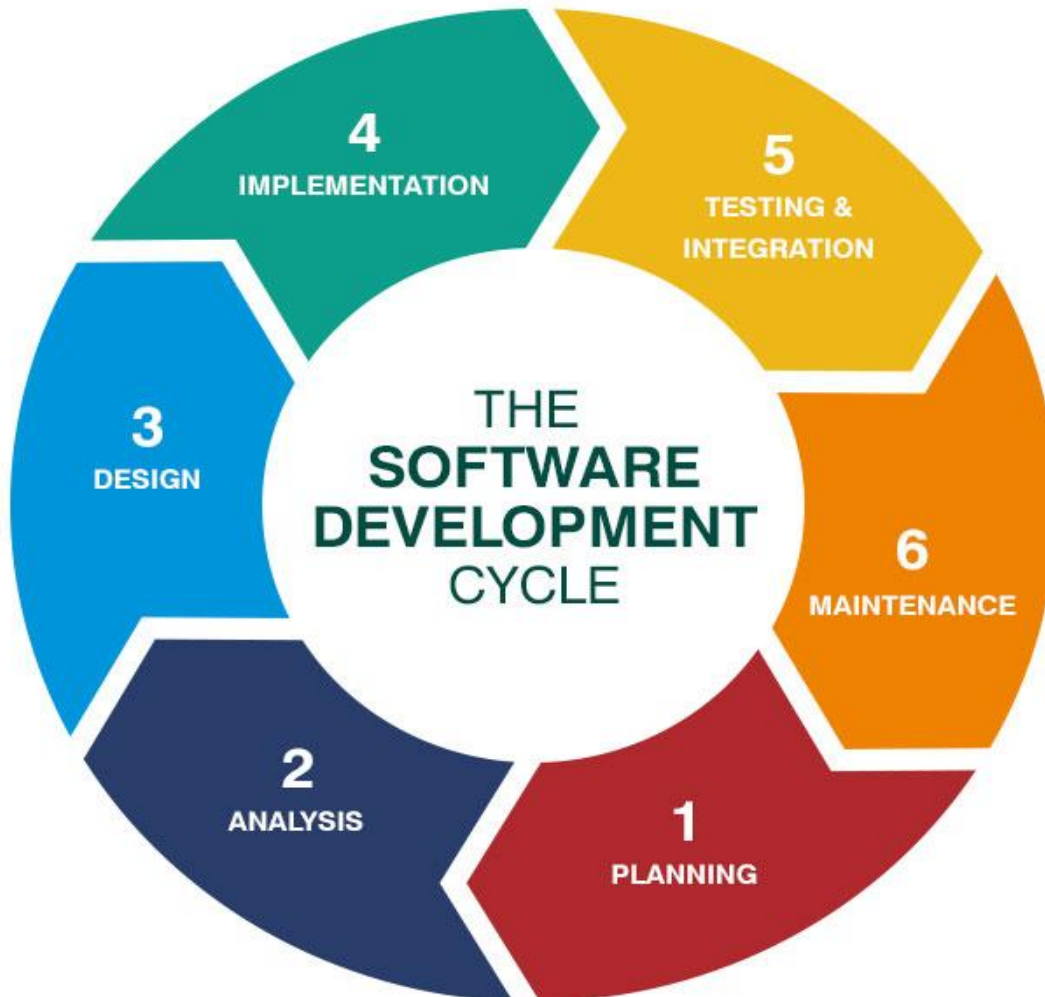 4
IMPLEMENTATION
5
TESTING &
INTEGRATION
3
DESIGN
THE
SOFTWARE
DEVELOPMENT
CYCLE
6
MAINTENANCE
2
ANALYSIS
1
PLANNING